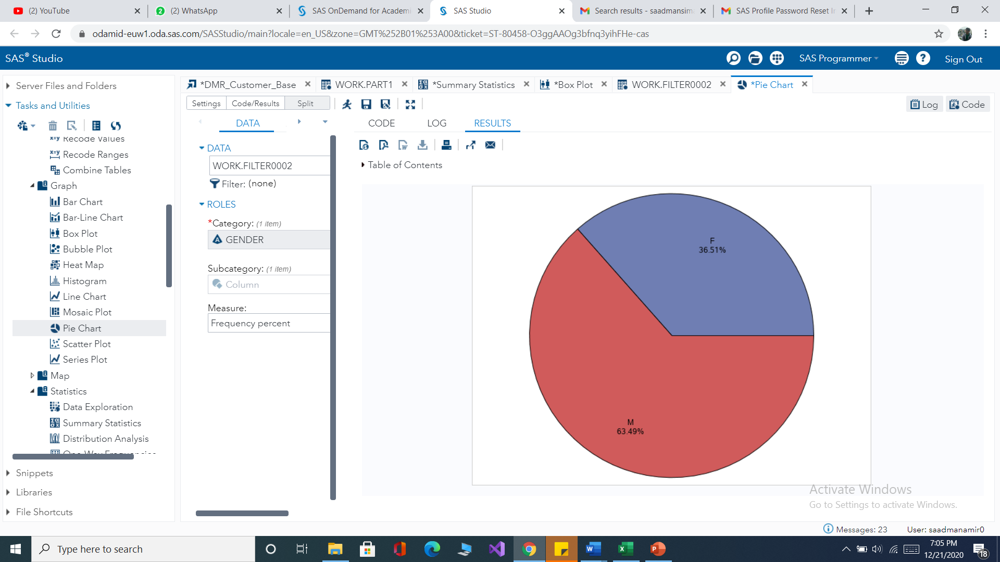 (2) YouTube
(2) WhatsApp
SAS OnDemand for Academi
SAS Studio
Search results - saadmansima
SAS Profile Password Reset In
odamid-euw1.oda.sas.com/SASStudio/main?locale=en_US&zone=GMT%252B01%253A00&ticket=ST-80458-O3ggAAOg3bfnq3yihFHe-cas
SAS® Studio
SAS Programmer
Sign Out
Server Files and Folders
Tasks and Utilities
Recode Values
Recode Ranges
Combine Tables
Graph
Bar Chart
Bar-Line Chart
Box Plot
Bubble Plot
Heat Map
Histogram
Line Chart
Mosaic Plot
Pie Chart
Scatter Plot
Series Plot
Map
Statistics
Data Exploration
Summary Statistics
Distribution Analysis
One-Way Frequencies
Snippets
Libraries
File Shortcuts
*DMR_Customer_Base
WORK.PART1
*Summary Statistics
*Box Plot
WORK.FILTER0002
*Pie Chart
Settings
Code/Results
Split
Log
Code
DATA
CODE
LOG
RESULTS
DATA
WORK.FILTER0002
Filter: (none)
ROLES
*Category: (1 item)
GENDER
Subcategory: (1 item)
Column
Measure:
Frequency percent
Table of Contents
F
36.51%
M
63.49%
Activate Windows
Go to Settings to activate Windows.
Messages: 23
User: saadmanamir0
Type here to search
7:05 PM
12/21/2020
18